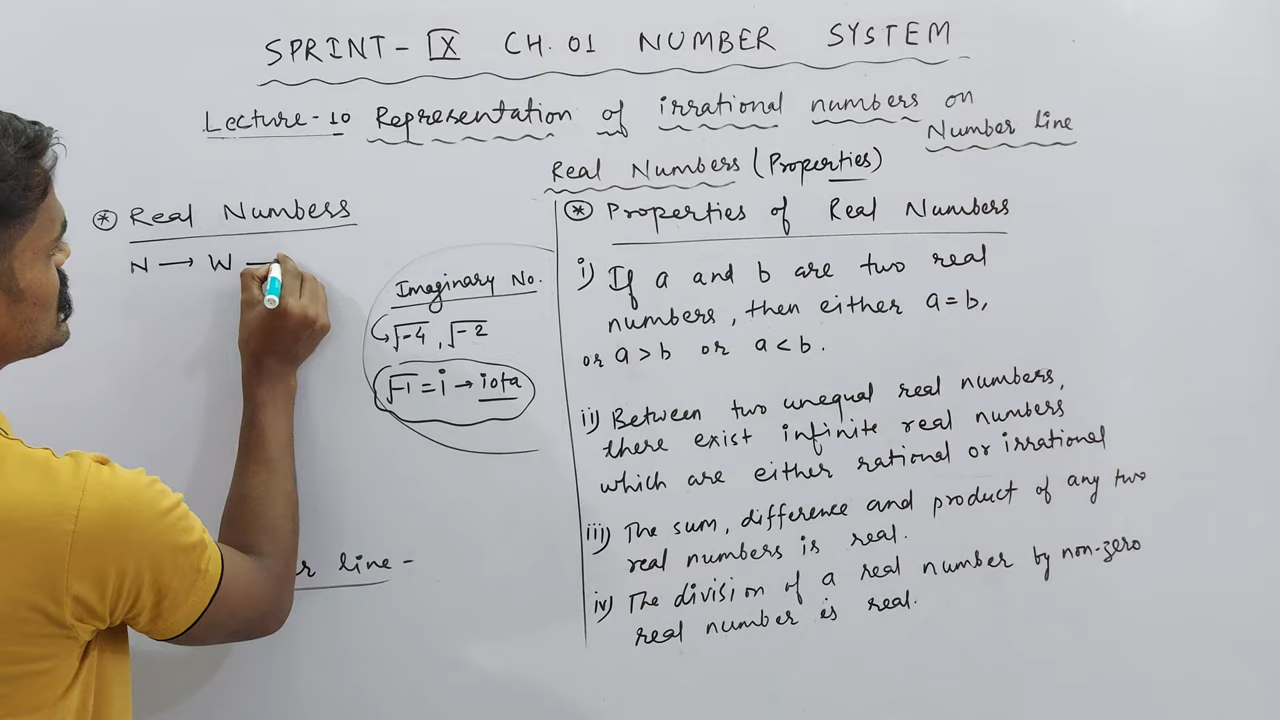 SPRINT-IX CH.01 NUMBER SYSTEM
Lecture-10 Representation of irrational numbers on
Number line
Real Numbers (Properties)
* Real Numbers
N → W —
Imaginary No.
√-4, √-2
√-1 = i → iota
r line -
* Properties of Real Numbers
i) If a and b are two real
numbers, then either a=b,
or a>b or a<b.
ii) Between two unequal real numbers,
there exist infinite real numbers
which are either rational or irrational
iii) The sum, difference and product of any two
real numbers is real.
iv) The division of a real number by non-zero
real number is real.